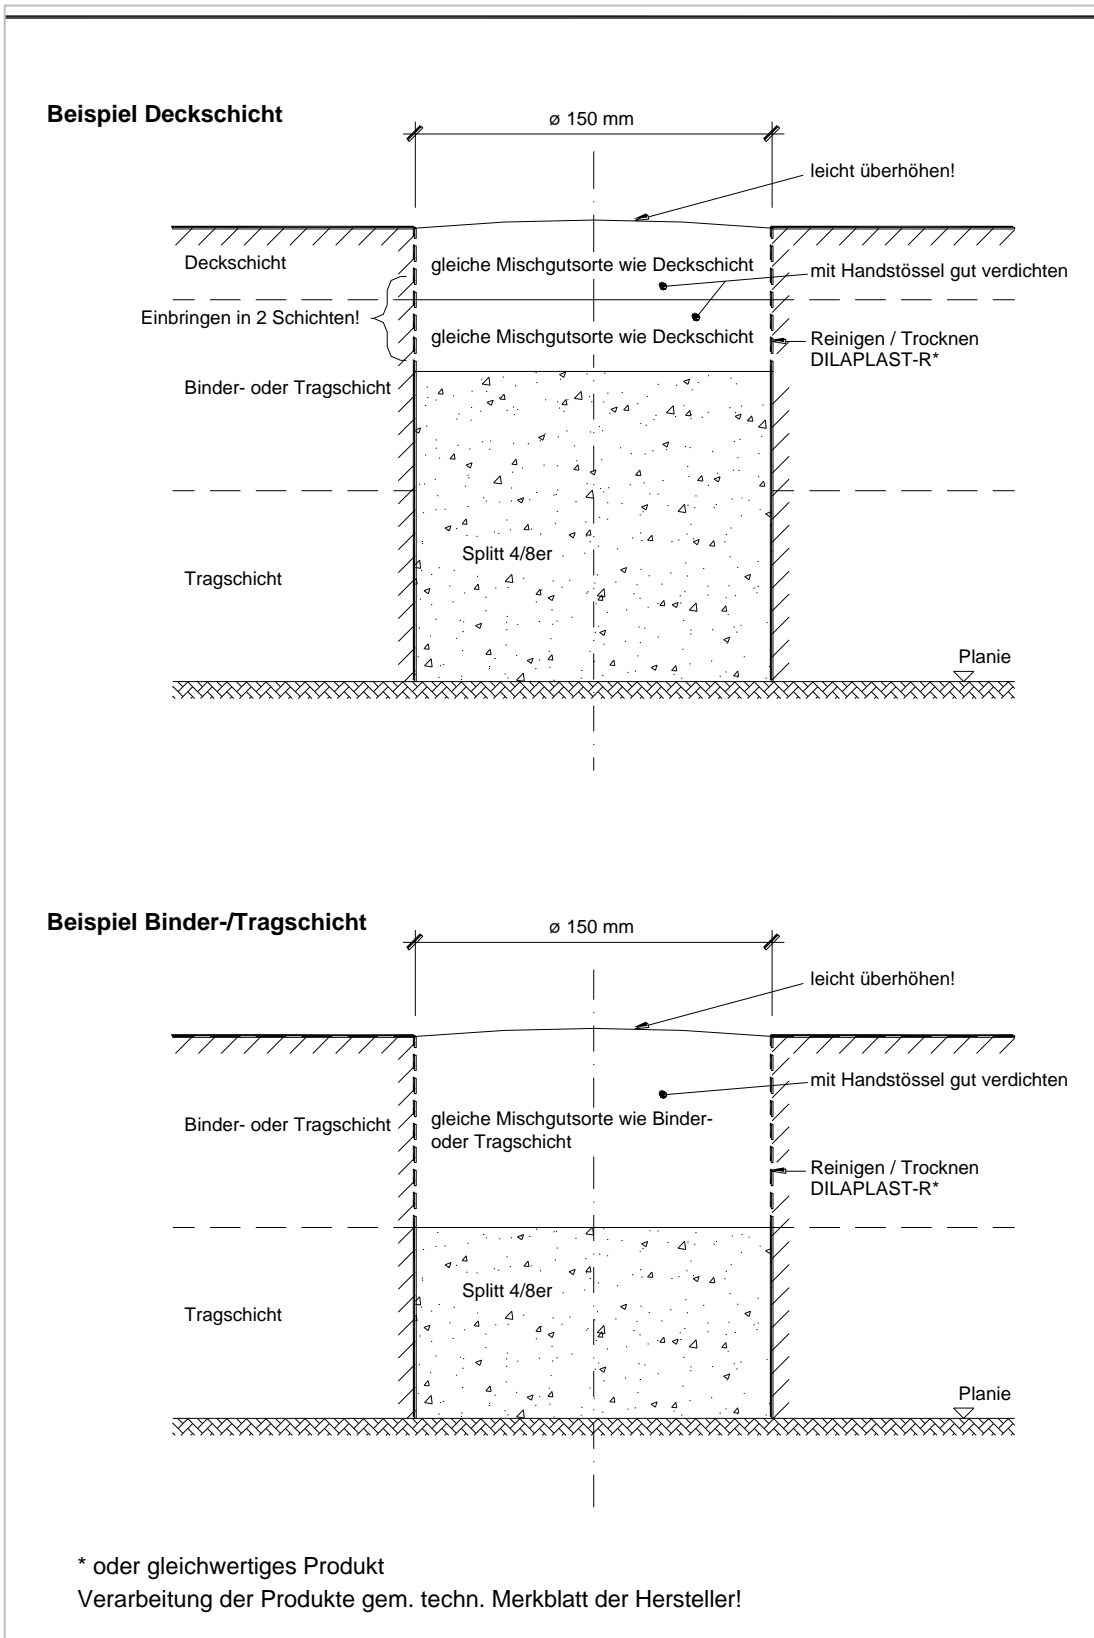 Beispiel Deckschicht
ø 150 mm
leicht überhöhen!
Deckschicht
gleiche Mischgutsorte wie Deckschicht
mit Handstössel gut verdichten
Einbringen in 2 Schichten!
gleiche Mischgutsorte wie Deckschicht
Reinigen / Trocknen
DILAPLAST-R*
Binder- oder Tragschicht
Splitt 4/8er
Tragschicht
Planie
Beispiel Binder-/Tragschicht
ø 150 mm
leicht überhöhen!
mit Handstössel gut verdichten
Binder- oder Tragschicht
gleiche Mischgutsorte wie Binder-
oder Tragschicht
Reinigen / Trocknen
DILAPLAST-R*
Splitt 4/8er
Tragschicht
Planie
* oder gleichwertiges Produkt
Verarbeitung der Produkte gem. techn. Merkblatt der Hersteller!